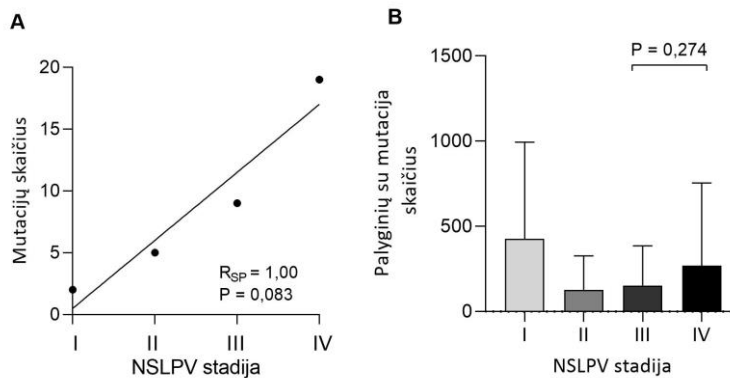 A
Mutacijų skaičius
20
15
10
5
0
R_SP = 1,00
P = 0,083
I II III IV
NSLPV stadija
B
Palyginių su mutacija
skaičius
1500
1000
500
0
P = 0,274
I II III IV
NSLPV stadija